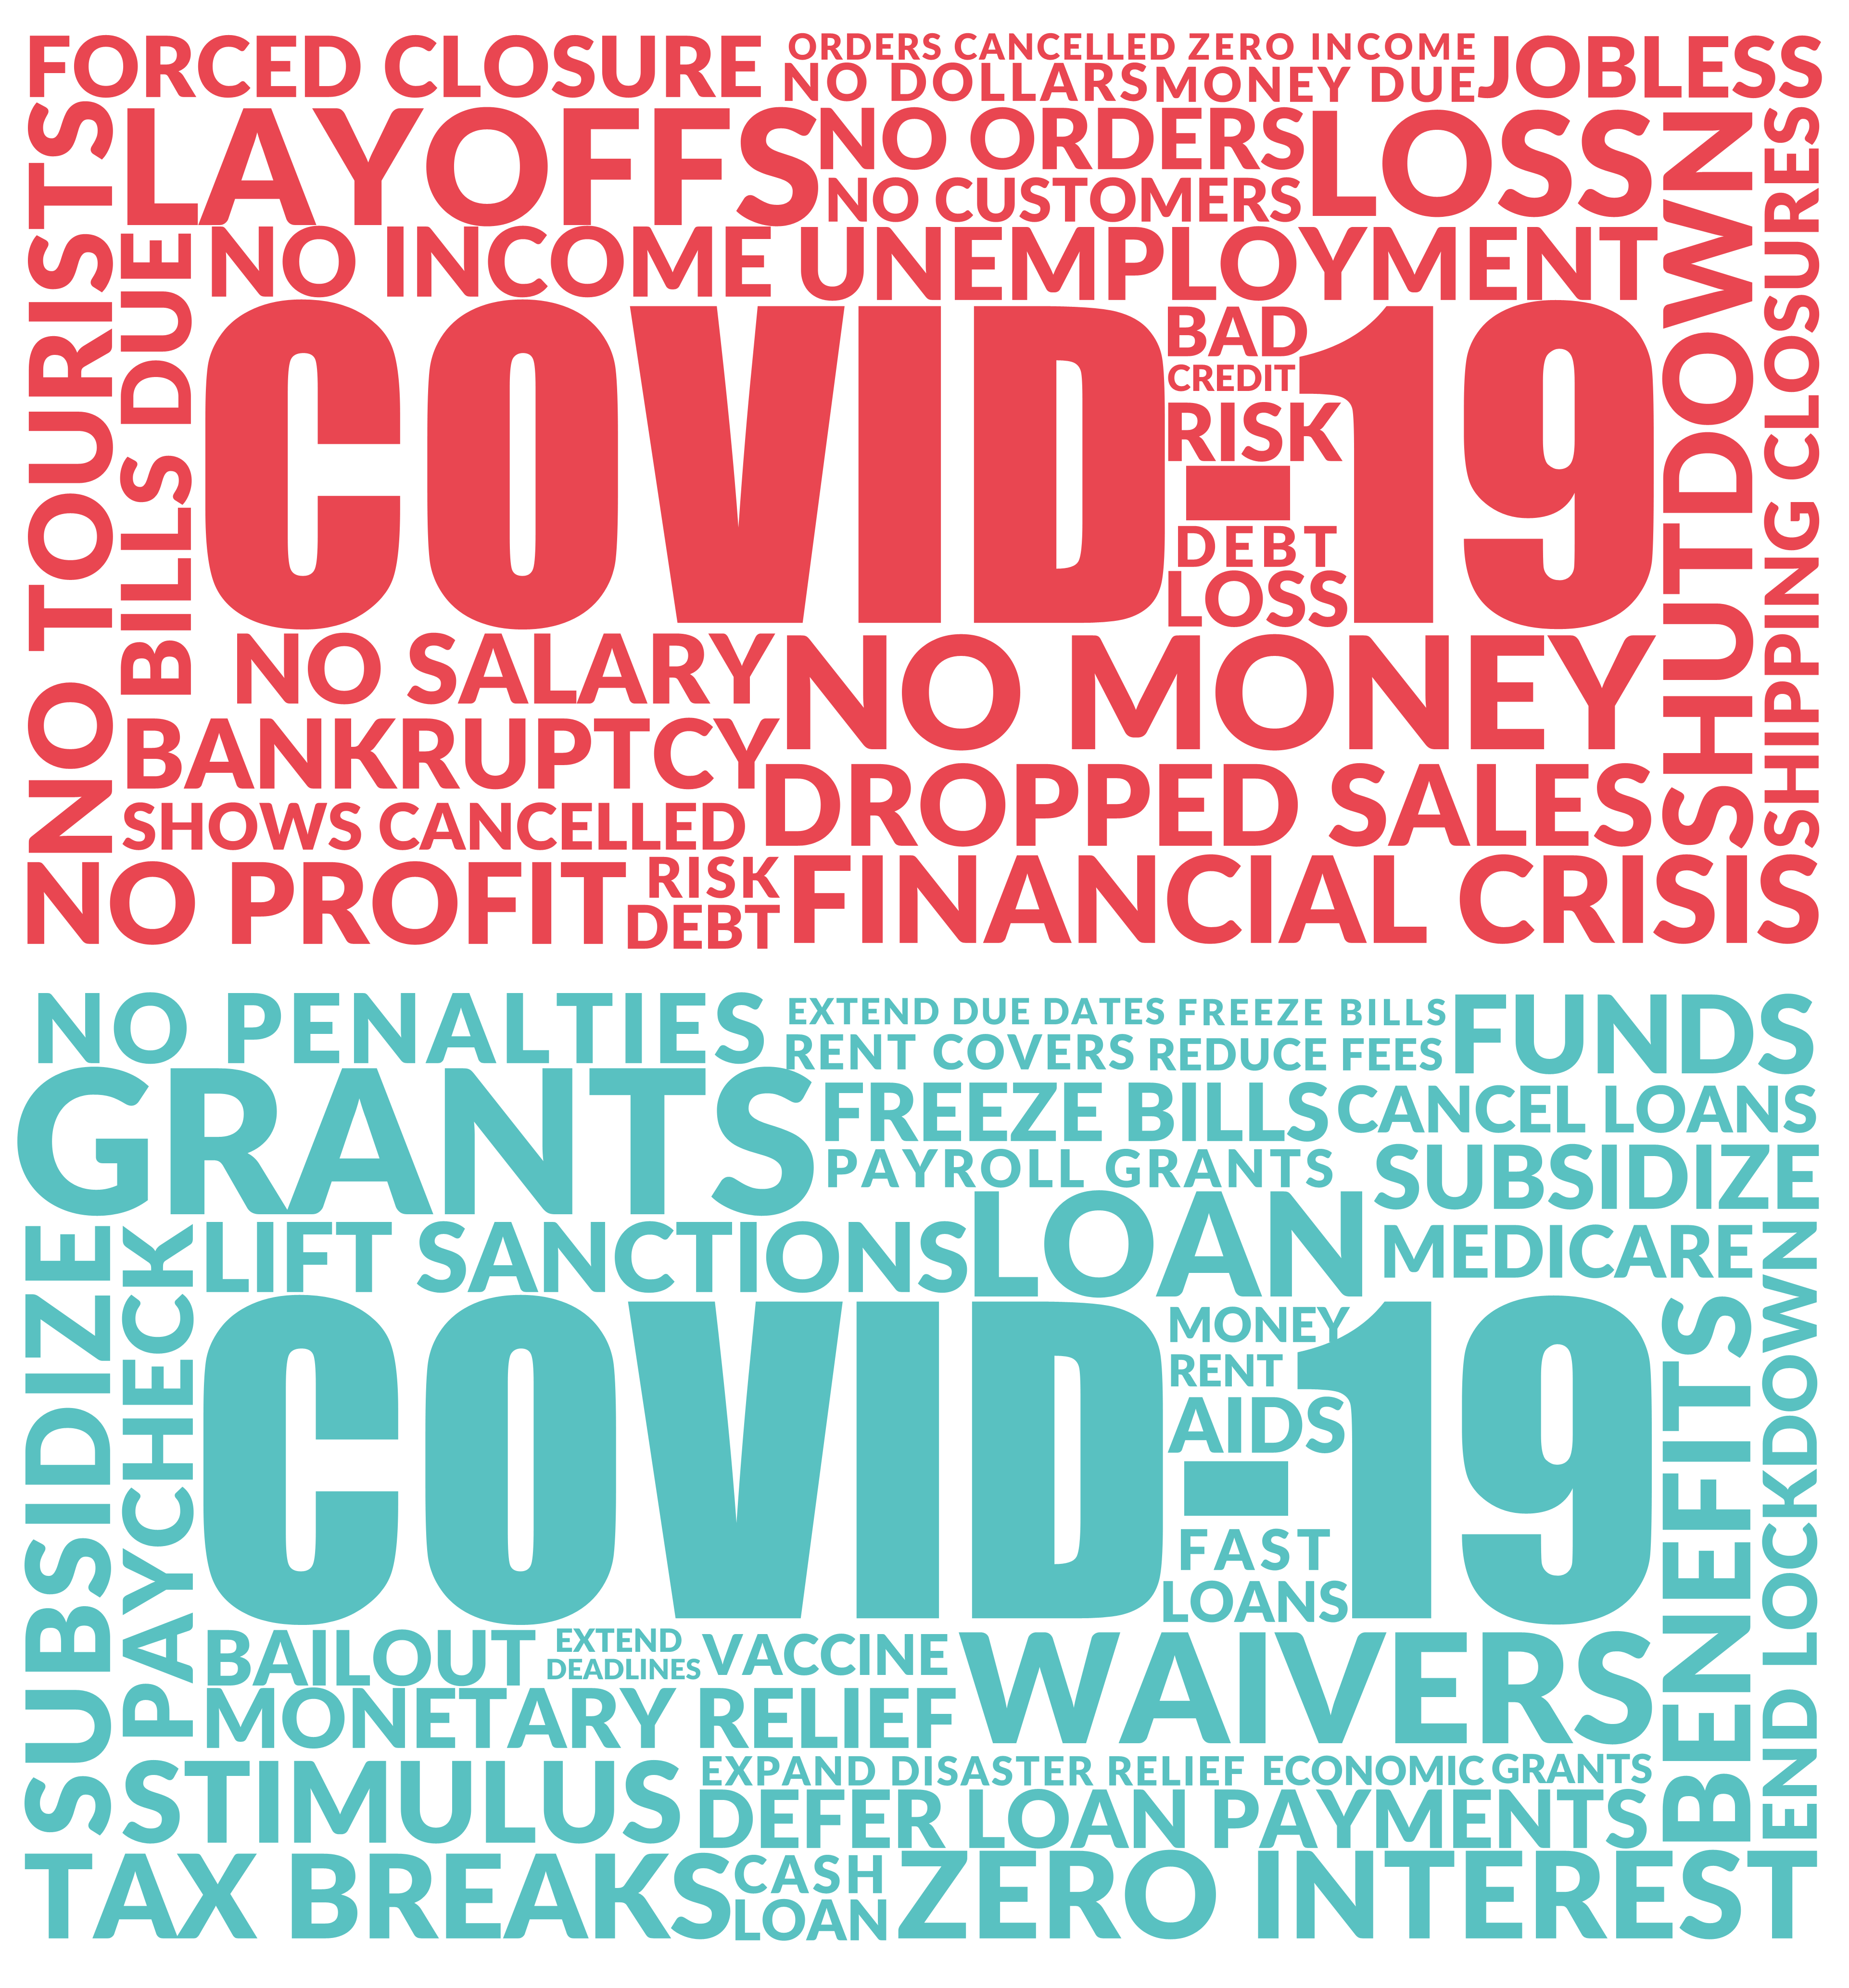 FORCED CLOSURE
ORDERS CANCELLED ZERO INCOME
NO DOLLARS MONEY DUE
JOBLESS
NO TOURISTS
LAYOFFS
NO ORDERS
NO CUSTOMERS
LOSS
SHUTDOWN
SHIPPING CLOSURES
BILLS DUE
NO INCOME UNEMPLOYMENT
COVID-19
BAD
CREDIT
RISK
DEBT
LOSS
NO SALARY
NO MONEY
BANKRUPTCY
DROPPED SALES
SHOWS CANCELLED
NO PROFIT
RISK
DEBT
FINANCIAL CRISIS
NO PENALTIES
EXTEND DUE DATES FREEZE BILLS
RENT COVERS REDUCE FEES
FUNDS
GRANTS
FREEZE BILLS
CANCEL LOANS
PAYROLL GRANTS
SUBSIDIZE
SUBSIDIZE
PAYCHECK
LIFT SANCTIONS
LOAN
MEDICARE
COVID-19
MONEY
RENT
AIDS
FAST
LOANS
BENEFITS
END LOCKDOWN
BAILOUT
EXTEND
DEADLINES
VACCINE
WAIVERS
MONETARY RELIEF
STIMULUS
EXPAND DISASTER RELIEF ECONOMIC GRANTS
DEFER LOAN PAYMENTS
TAX BREAKS
CASH
LOAN
ZERO INTEREST